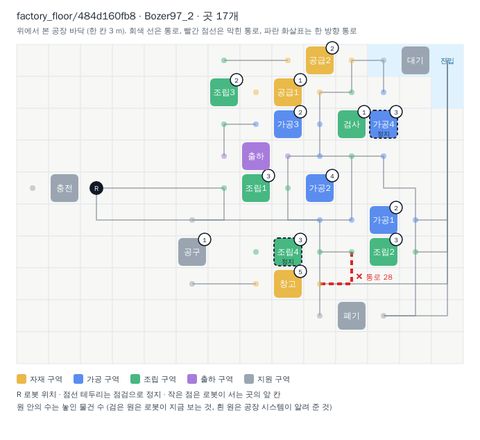 factory_floor/484d160fb8 · Bozer97_2 · 곳 17개
위에서 본 공장 바닥 (한 칸 3 m). 회색 선은 통로, 빨간 점선은 막힌 통로, 파란 화살표는 한 방향 통로
공급2 2
대기
진입
조립3 2
공급1 1
가공3 2
검사 1
가공4 3
정지
출하
충전
R
조립1 3
가공2 4
가공1 2
공구 1
조립4 3
정지
조립2 3
창고 5
✕ 통로 28
폐기
자재 구역
가공 구역
조립 구역
출하 구역
지원 구역
R 로봇 위치 · 점선 테두리는 점검으로 정지 · 작은 점은 로봇이 서는 곳의 앞 칸
원 안의 수는 놓인 물건 수 (검은 원은 로봇이 지금 보는 것, 흰 원은 공장 시스템이 알려 준 것)